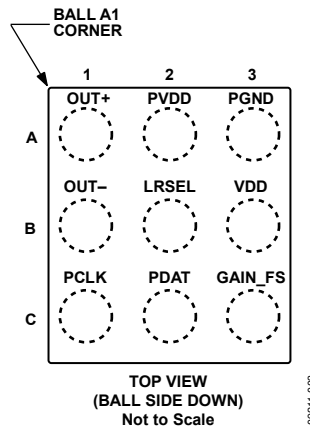 BALL A1
CORNER
1 2 3
OUT+ PVDD PGND
A
OUT– LRSEL VDD
B
PCLK PDAT GAIN_FS
C
TOP VIEW
(BALL SIDE DOWN)
Not to Scale